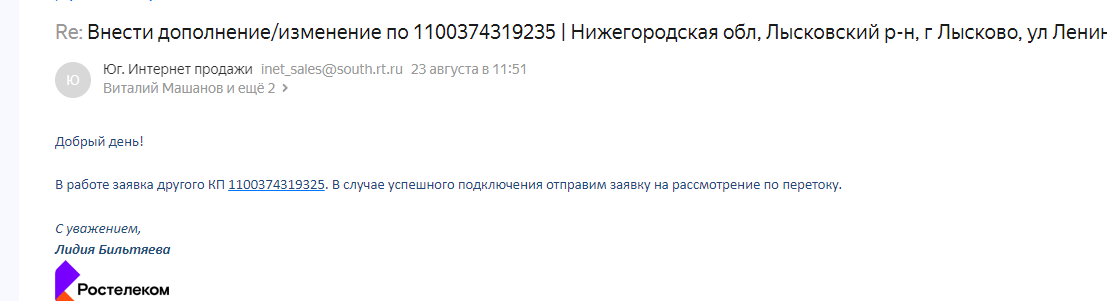 Re: Внести дополнение/изменение по 1100374319235 | Нижегородская обл, Лысковский р-н, г Лысково, ул Ленин
Ю
Юг. Интернет продажи inet_sales@south.rt.ru 23 августа в 11:51
Виталий Машанов и ещё 2 >
Добрый день!
В работе заявка другого КП 1100374319325. В случае успешного подключения отправим заявку на рассмотрение по перетоку.
С уважением,
Лидия Бильтяева
Ростелеком